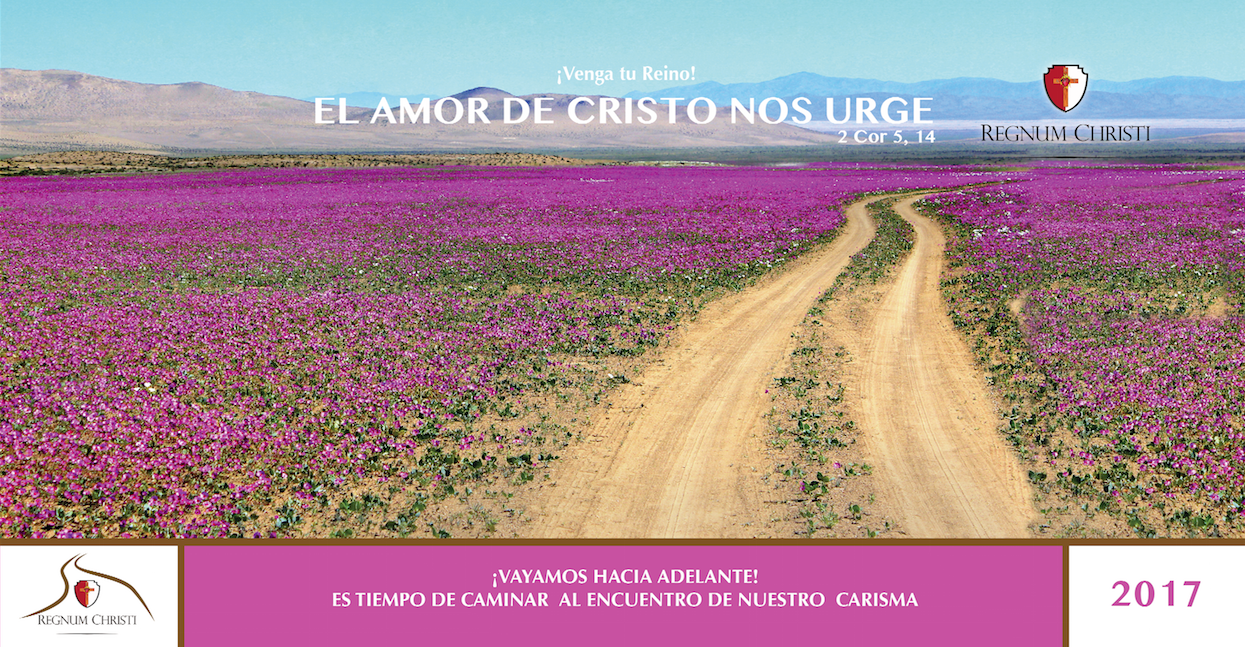 ¡Venga tu Reino!
EL AMOR DE CRISTO NOS URGE
2 Cor 5, 14
REGNUM CHRISTI
¡VAYAMOS HACIA ADELANTE!
ES TIEMPO DE CAMINAR AL ENCUENTRO DE NUESTRO CARISMA
REGNUM CHRISTI
2017